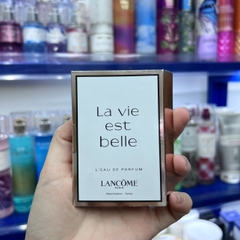 La vie
est
belle
L'EAU DE PARFUM
LANCÔME
PARIS